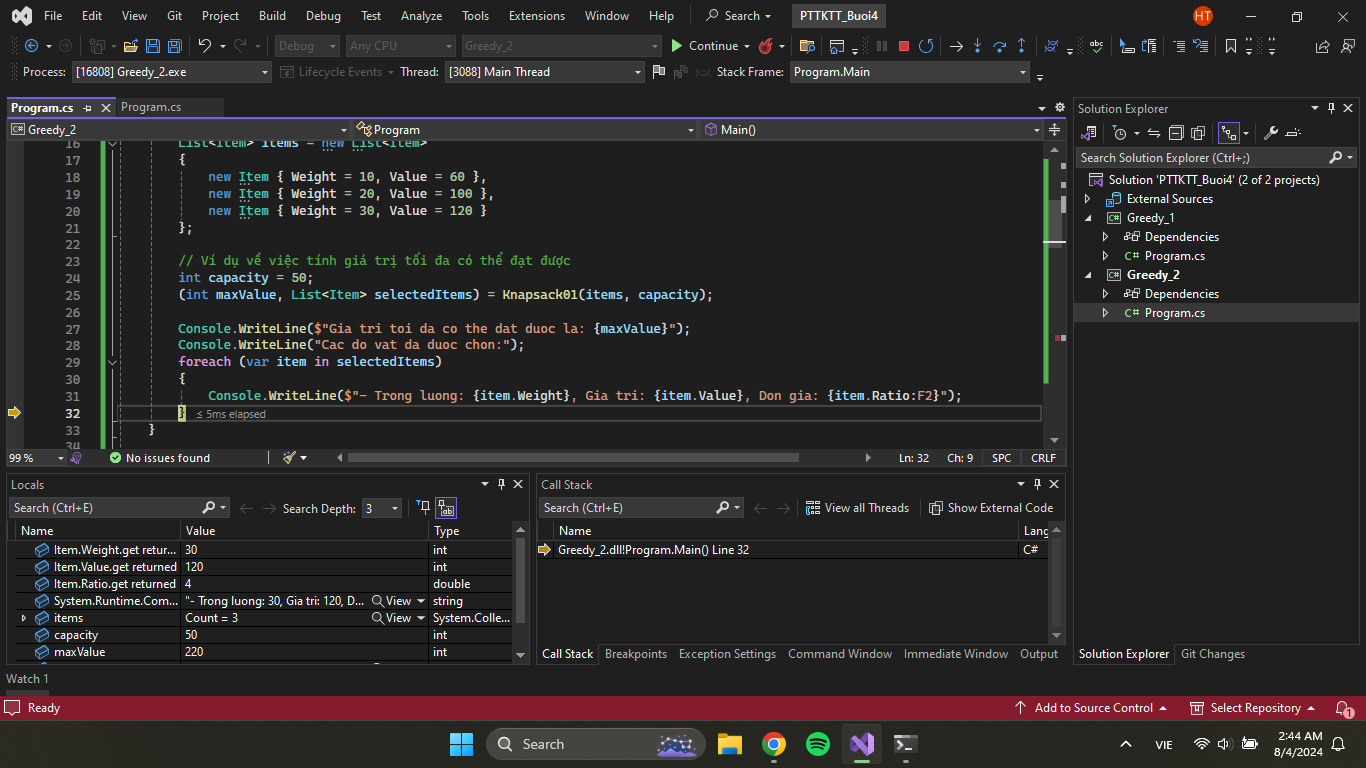 File Edit View Git Project Build Debug Test Analyze Tools Extensions Window Help Search PTTKTT_Buoi4 HT
Debug Any CPU Greedy_2 Continue
Process: [16808] Greedy_2.exe Lifecycle Events Thread: [3088] Main Thread Stack Frame: Program.Main
Program.cs Program.cs
Greedy_2 Program Main()
16 List<Item> items = new List<Item>
17 {
18 new Item { Weight = 10, Value = 60 },
19 new Item { Weight = 20, Value = 100 },
20 new Item { Weight = 30, Value = 120 }
21 };
22
23 // Ví dụ về việc tính giá trị tối đa có thể đạt được
24 int capacity = 50;
25 (int maxValue, List<Item> selectedItems) = Knapsack01(items, capacity);
26
27 Console.WriteLine($"Gia tri toi da co the dat duoc la: {maxValue}");
28 Console.WriteLine("Cac do vat da duoc chon:");
29 foreach (var item in selectedItems)
30 {
31 Console.WriteLine($"- Trong luong: {item.Weight}, Gia tri: {item.Value}, Don gia: {item.Ratio:F2}");
32 } ≤ 5ms elapsed
33 }
34
99 % No issues found Ln: 32 Ch: 9 SPC CRLF
Solution Explorer
Search Solution Explorer (Ctrl+;)
Solution 'PTTKTT_Buoi4' (2 of 2 projects)
External Sources
C# Greedy_1
Dependencies
C# Program.cs
C# Greedy_2
Dependencies
C# Program.cs
Solution Explorer Git Changes
Locals
Search (Ctrl+E) Search Depth: 3
Name Value Type
Item.Weight.get retur... 30 int
Item.Value.get returned 120 int
Item.Ratio.get returned 4 double
System.Runtime.Com... "- Trong luong: 30, Gia tri: 120, D... View string
items Count = 3 View System.Colle...
capacity 50 int
maxValue 220 int
Call Stack
Search (Ctrl+E) View all Threads Show External Code
Name Lang
Greedy_2.dll!Program.Main() Line 32 C#
Call Stack Breakpoints Exception Settings Command Window Immediate Window Output
Watch 1
Ready Add to Source Control Select Repository 1
Search VIE 2:44 AM
8/4/2024